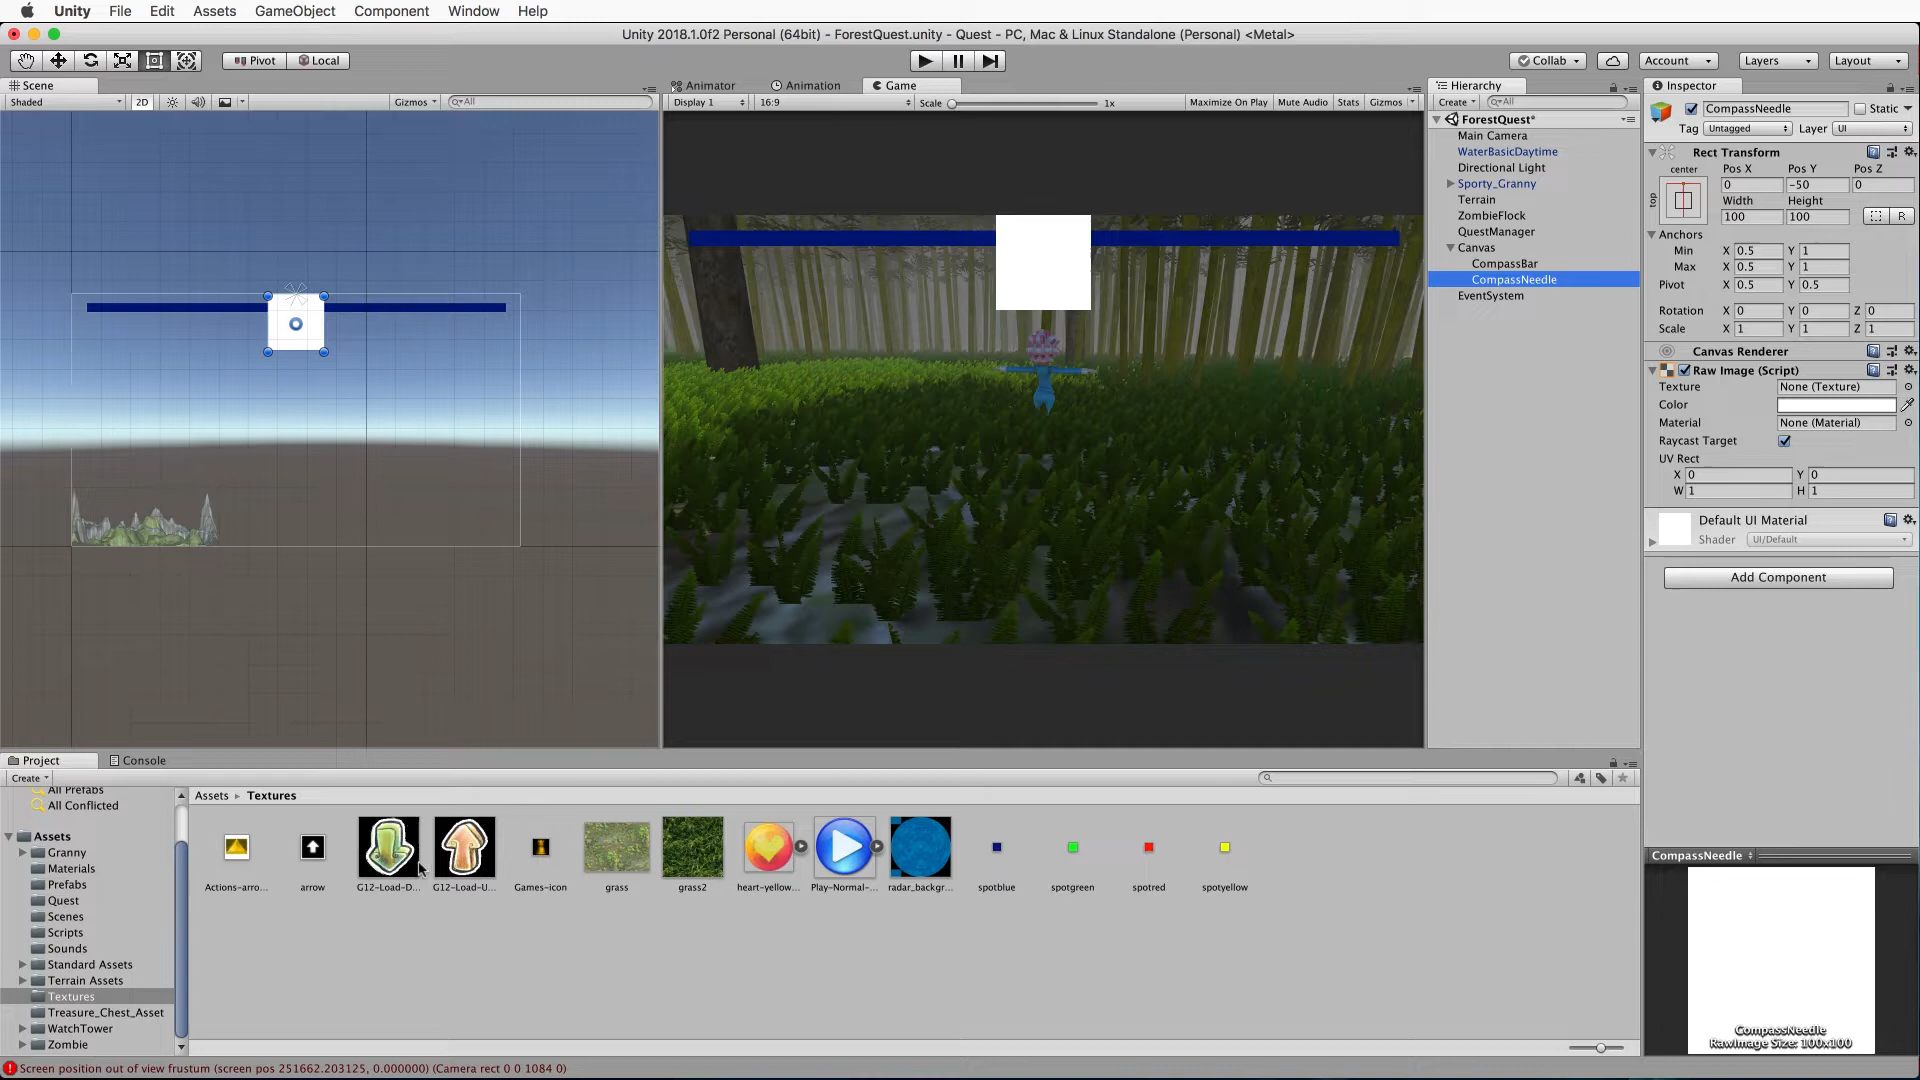 Unity File Edit Assets GameObject Component Window Help
Unity 2018.1.0f2 Personal (64bit) - ForestQuest.unity - Quest - PC, Mac & Linux Standalone (Personal) <Metal>
Pivot Local Collab Account Layers Layout
Scene Animator Animation Game Hierarchy Inspector
Shaded 2D Gizmos All Display 1 16:9 Scale 1x Maximize On Play Mute Audio Stats Gizmos Create All
CompassNeedle Static
Tag Untagged Layer UI
ForestQuest*
Main Camera
WaterBasicDaytime
Directional Light
Sporty_Granny
Terrain
ZombieFlock
QuestManager
Canvas
CompassBar
CompassNeedle
EventSystem
Rect Transform
center Pos X Pos Y Pos Z
top 0 -50 0
Width Height
100 100 R
Anchors
Min X 0.5 Y 1
Max X 0.5 Y 1
Pivot X 0.5 Y 0.5
Rotation X 0 Y 0 Z 0
Scale X 1 Y 1 Z 1
Canvas Renderer
Raw Image (Script)
Texture None (Texture)
Color
Material None (Material)
Raycast Target
UV Rect
X 0 Y 0
W 1 H 1
Default UI Material
Shader UI/Default
Add Component
Project Console
Create
All Prefabs
All Conflicted
Assets
Granny
Materials
Prefabs
Quest
Scenes
Scripts
Sounds
Standard Assets
Terrain Assets
Textures
Treasure_Chest_Asset
WatchTower
Zombie
Assets Textures
Actions-arro... arrow G12-Load-D... G12-Load-U... Games-icon grass grass2 heart-yellow... Play-Normal-... radar_backgr... spotblue spotgreen spotred spotyellow
CompassNeedle
CompassNeedle
RawImage Size: 100x100
Screen position out of view frustum (screen pos 251662.203125, 0.000000) (Camera rect 0 0 1084 0)